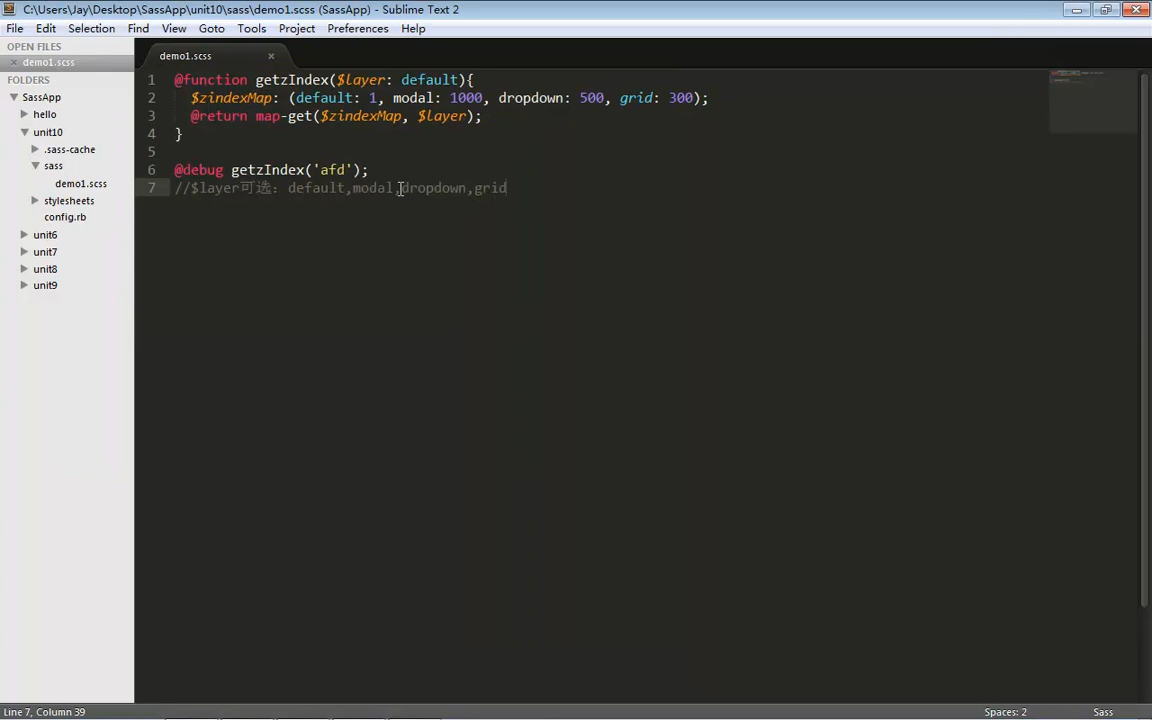 C:\Users\Jay\Desktop\SassApp\unit10\sass\demo1.scss (SassApp) - Sublime Text 2
File Edit Selection Find View Goto Tools Project Preferences Help
OPEN FILES
demo1.scss
FOLDERS
SassApp
hello
unit10
.sass-cache
sass
demo1.scss
stylesheets
config.rb
unit6
unit7
unit8
unit9
demo1.scss
1 @function getzIndex($layer: default){
2 $zindexMap: (default: 1, modal: 1000, dropdown: 500, grid: 300);
3 @return map-get($zindexMap, $layer);
4 }
5
6 @debug getzIndex('afd');
7 //$layer可选：default,modal,dropdown,grid
Line 7, Column 39
Spaces: 2
Sass